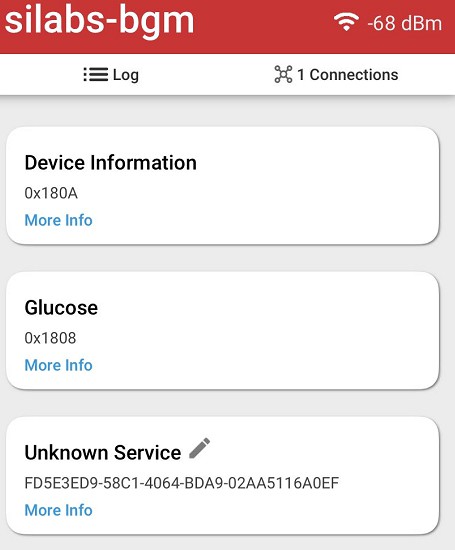 silabs-bgm -68 dBm
Log 1 Connections
Device Information
0x180A
More Info
Glucose
0x1808
More Info
Unknown Service
FD5E3ED9-58C1-4064-BDA9-02AA5116A0EF
More Info